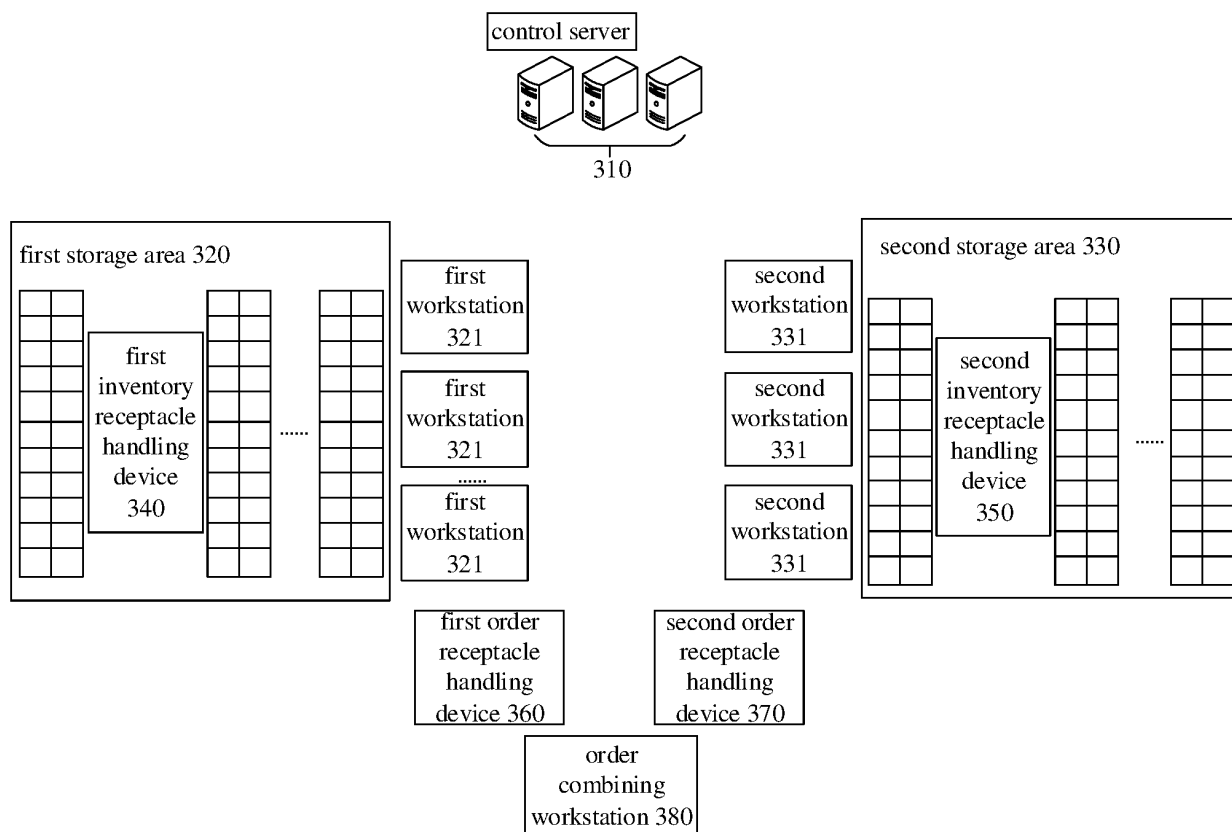 control server
310
first storage area 320
first
inventory
receptacle
handling
device
340
......
first
workstation
321
first
workstation
321
......
first
workstation
321
second
workstation
331
second
workstation
331
second
workstation
331
second storage area 330
second
inventory
receptacle
handling
device
350
......
first order
receptacle
handling
device 360
second order
receptacle
handling
device 370
order
combining
workstation 380